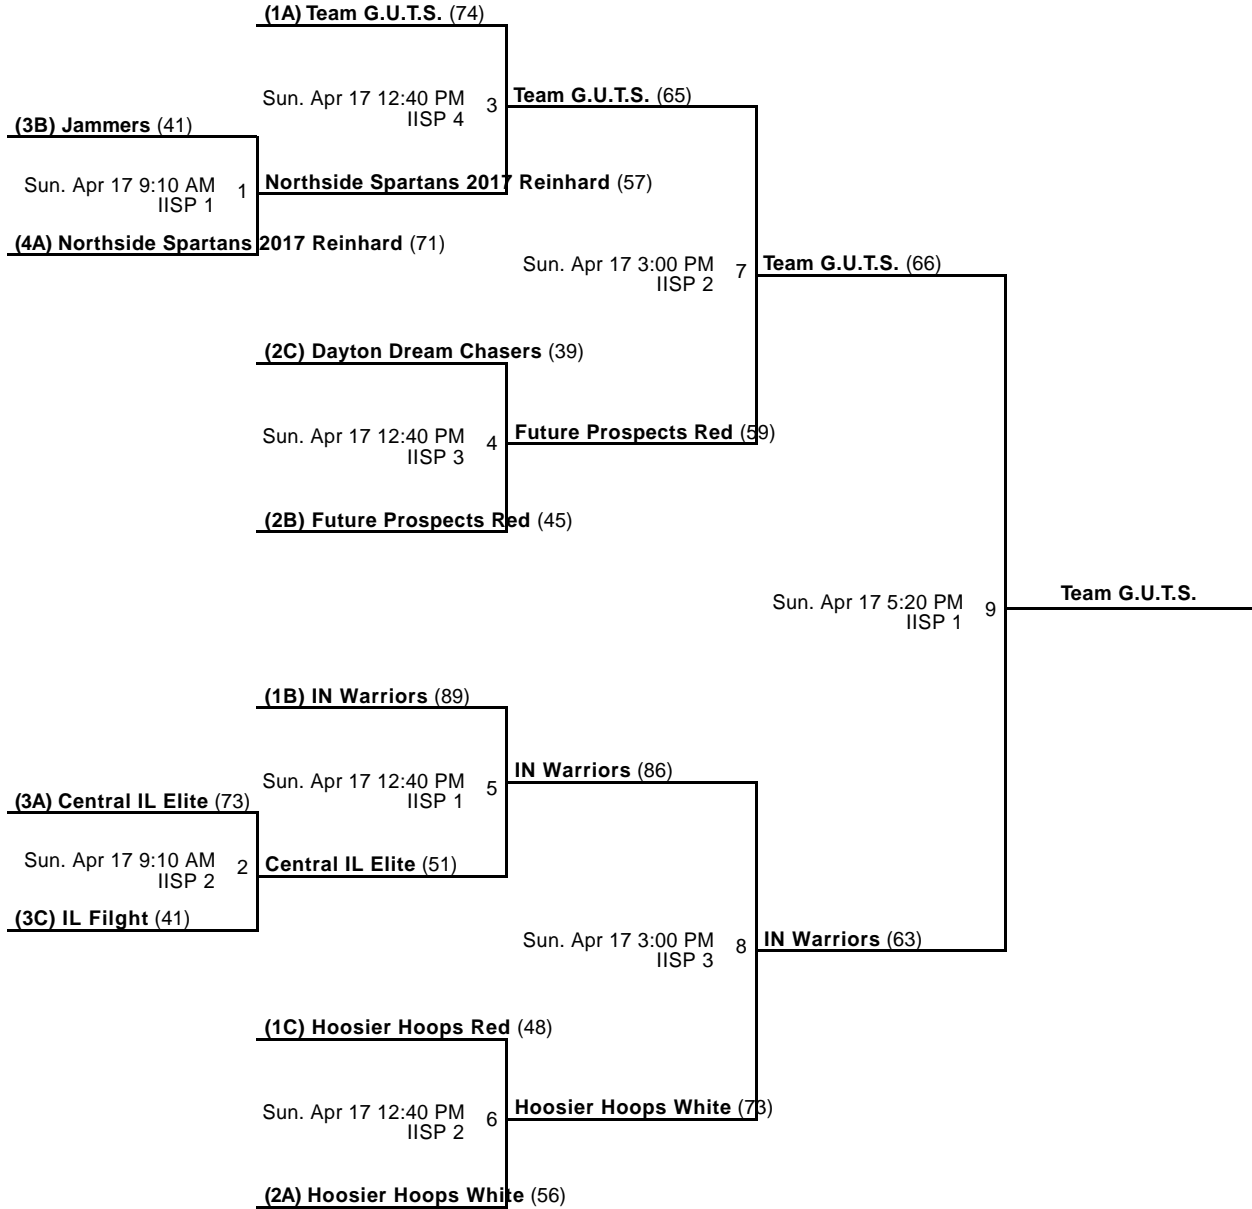 (1A) Team G.U.T.S. (74)
Sun. Apr 17 12:40 PM
IISP 4
3
Team G.U.T.S. (65)
(3B) Jammers (41)
Sun. Apr 17 9:10 AM
IISP 1
1
Northside Spartans 2017 Reinhard (57)
(4A) Northside Spartans 2017 Reinhard (71)
Sun. Apr 17 3:00 PM
IISP 2
7
Team G.U.T.S. (66)
(2C) Dayton Dream Chasers (39)
Sun. Apr 17 12:40 PM
IISP 3
4
Future Prospects Red (59)
(2B) Future Prospects Red (45)
Sun. Apr 17 5:20 PM
IISP 1
9
Team G.U.T.S.
(1B) IN Warriors (89)
Sun. Apr 17 12:40 PM
IISP 1
5
IN Warriors (86)
(3A) Central IL Elite (73)
Sun. Apr 17 9:10 AM
IISP 2
2
Central IL Elite (51)
(3C) IL Filght (41)
Sun. Apr 17 3:00 PM
IISP 3
8
IN Warriors (63)
(1C) Hoosier Hoops Red (48)
Sun. Apr 17 12:40 PM
IISP 2
6
Hoosier Hoops White (73)
(2A) Hoosier Hoops White (56)